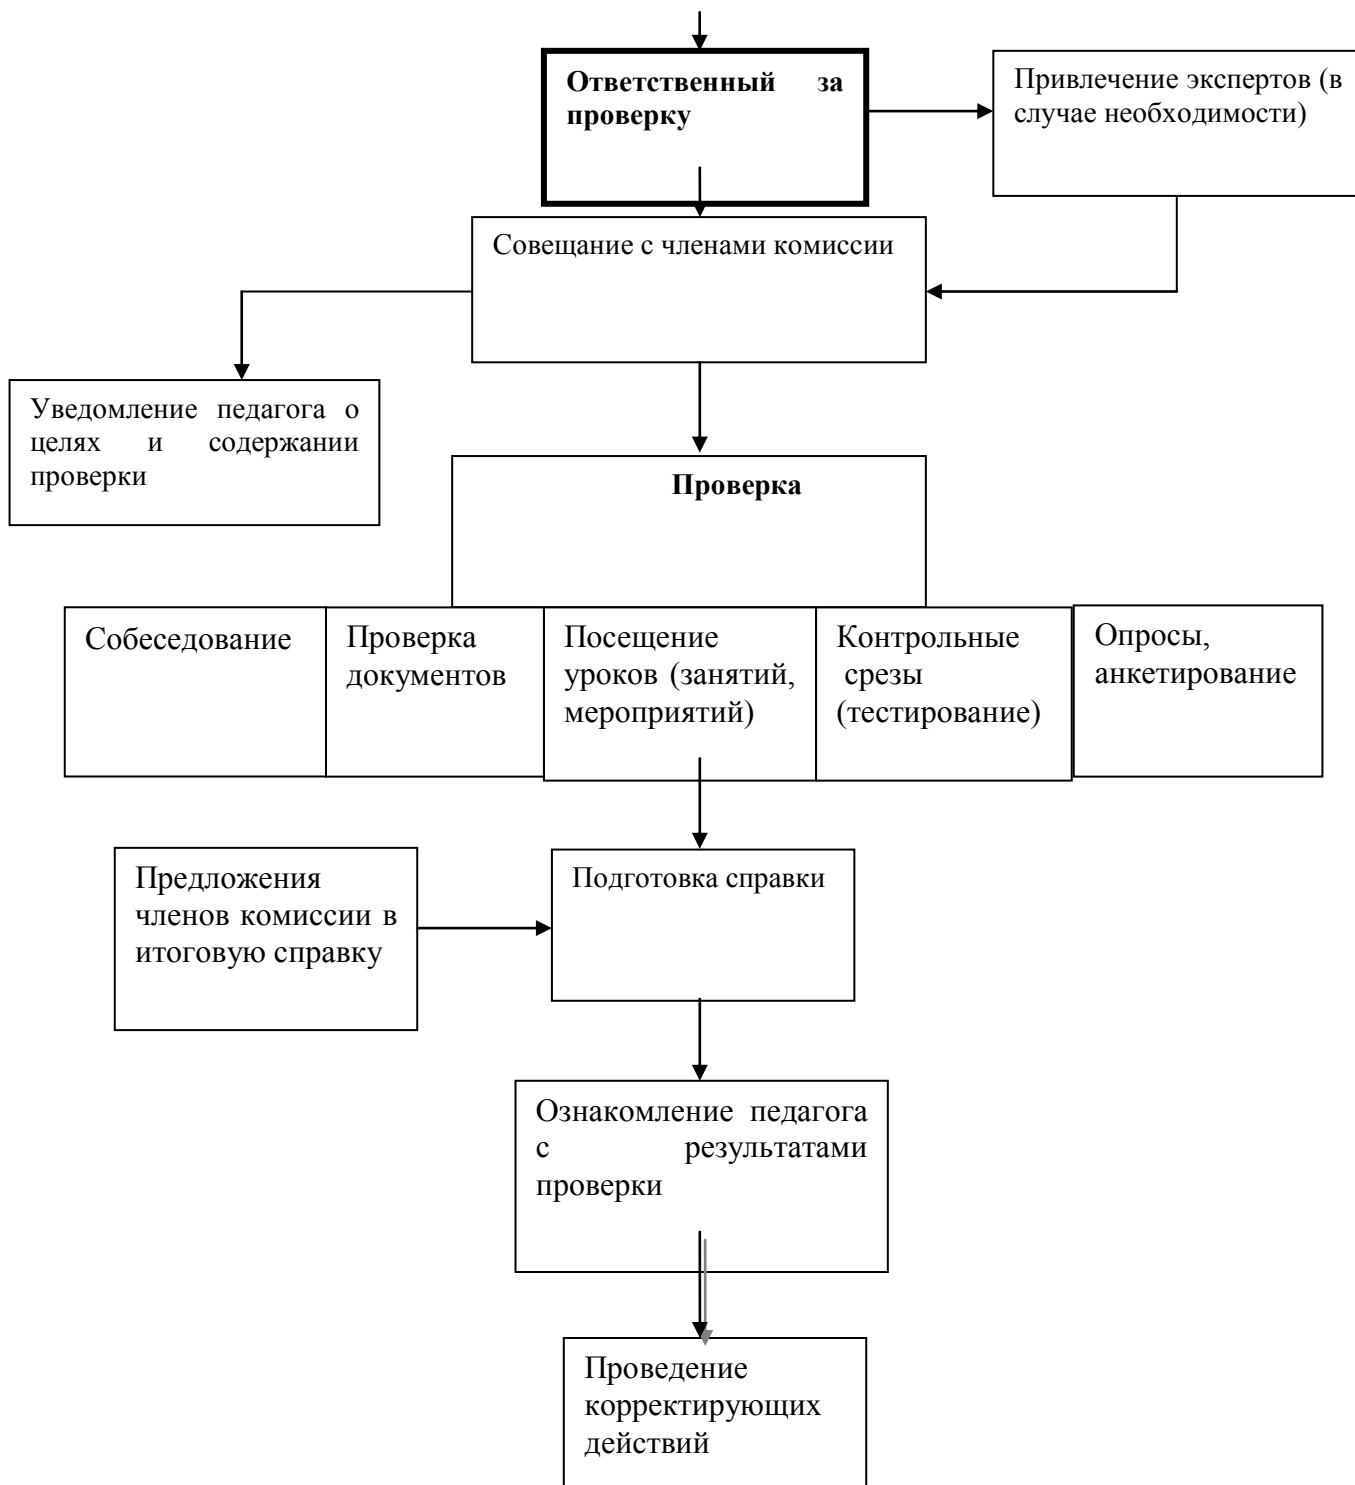 Ответственный за
проверку
Привлечение экспертов (в
случае необходимости)
Совещание с членами комиссии
Уведомление педагога о
целях и содержании
проверки
Проверка
Собеседование
Проверка
документов
Посещение
уроков (занятий,
мероприятий)
Контрольные
срезы
(тестирование)
Опросы,
анкетирование
Предложения
членов комиссии в
итоговую справку
Подготовка справки
Ознакомление педагога
с результатами
проверки
Проведение
корректирующих
действий